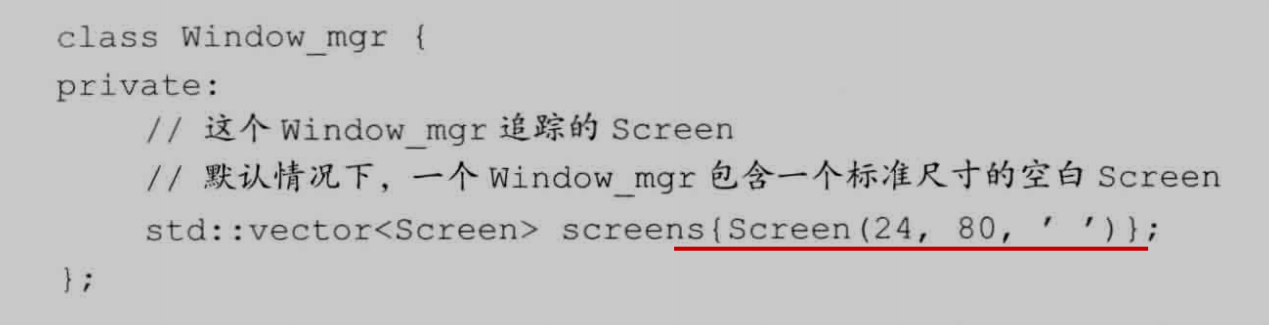 class Window_mgr {
private:
// 这个 Window_mgr 追踪的 Screen
// 默认情况下，一个 Window_mgr 包含一个标准尺寸的空白 Screen
std::vector<Screen> screens{Screen(24, 80, ' ')};
};